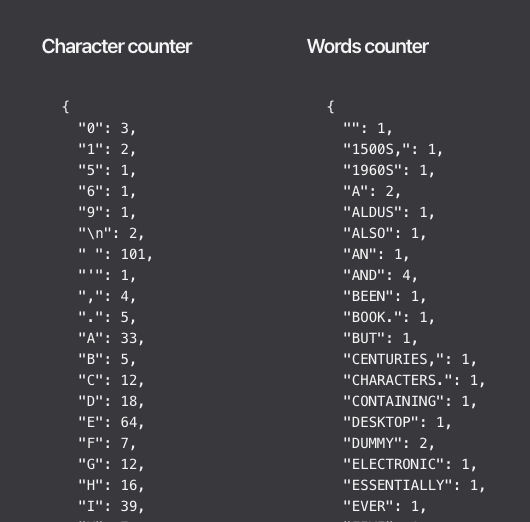 Character counter
{
"0": 3,
"1": 2,
"5": 1,
"6": 1,
"9": 1,
"\n": 2,
" ": 101,
"'": 1,
",": 4,
".": 5,
"A": 33,
"B": 5,
"C": 12,
"D": 18,
"E": 64,
"F": 7,
"G": 12,
"H": 16,
"I": 39,
Words counter
{
"": 1,
"1500S,": 1,
"1960S": 1,
"A": 2,
"ALDUS": 1,
"ALSO": 1,
"AN": 1,
"AND": 4,
"BEEN": 1,
"BOOK.": 1,
"BUT": 1,
"CENTURIES,": 1,
"CHARACTERS.": 1,
"CONTAINING": 1,
"DESKTOP": 1,
"DUMMY": 2,
"ELECTRONIC": 1,
"ESSENTIALLY": 1,
"EVER": 1,